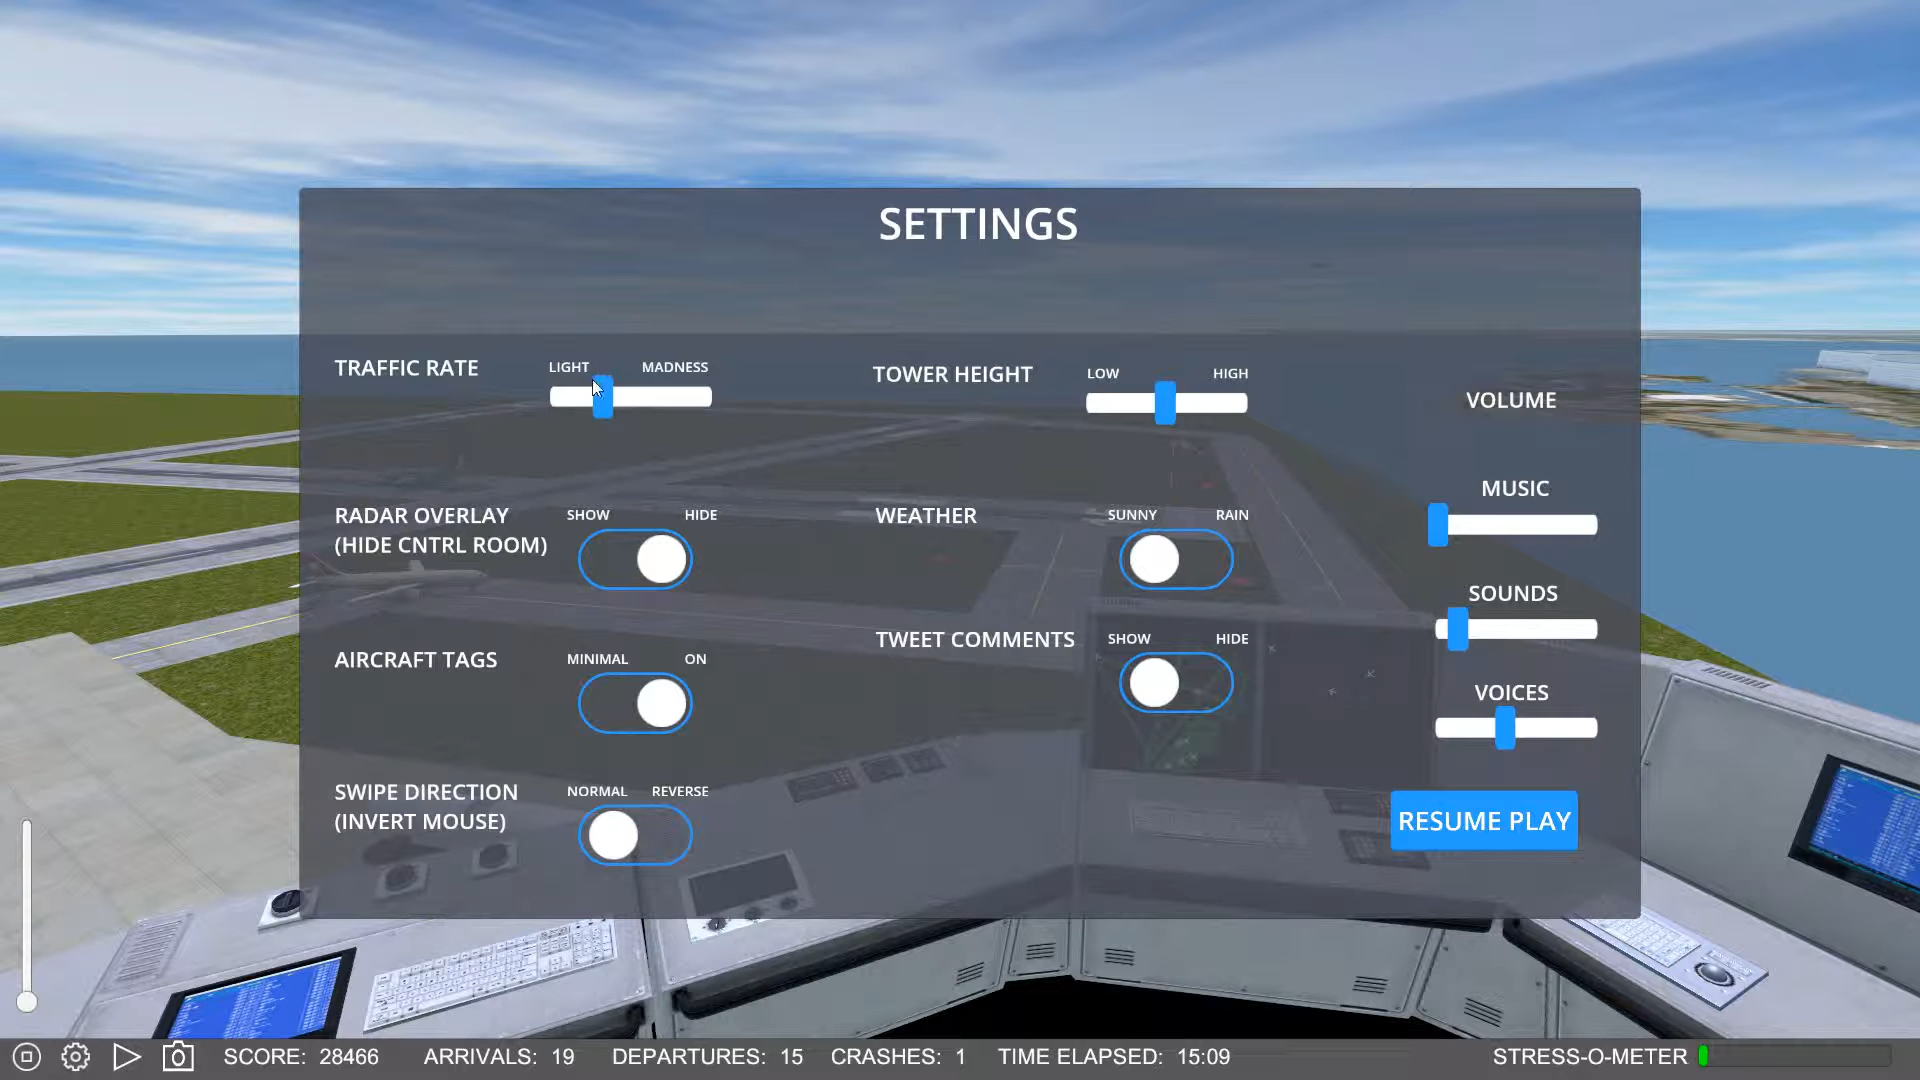 SETTINGS
TRAFFIC RATE
LIGHT MADNESS
TOWER HEIGHT
LOW HIGH
VOLUME
RADAR OVERLAY
(HIDE CNTRL ROOM)
SHOW HIDE
WEATHER
SUNNY RAIN
MUSIC
SOUNDS
AIRCRAFT TAGS
MINIMAL ON
TWEET COMMENTS
SHOW HIDE
VOICES
SWIPE DIRECTION
(INVERT MOUSE)
NORMAL REVERSE
RESUME PLAY
SCORE: 28466 ARRIVALS: 19 DEPARTURES: 15 CRASHES: 1 TIME ELAPSED: 15:09 STRESS-O-METER